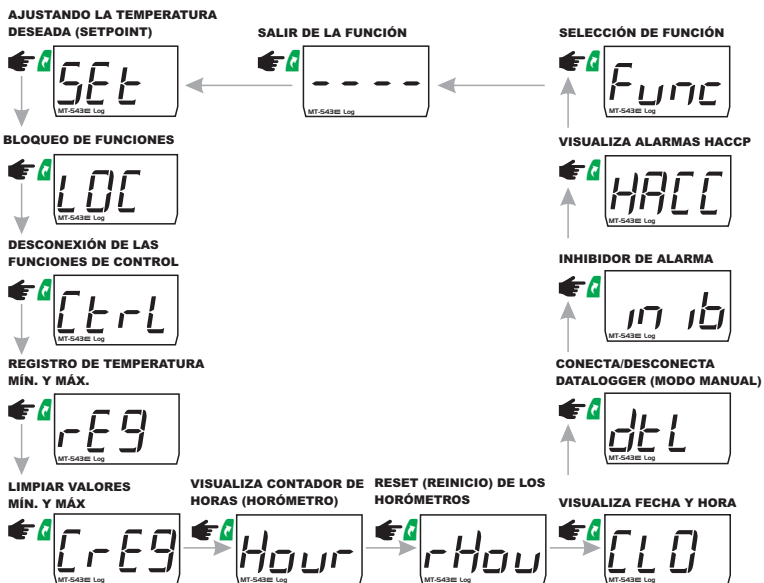 AJUSTANDO LA TEMPERATURA
DESEADA (SETPOINT)
SEt
MT-543E Log
SALIR DE LA FUNCIÓN
- - - -
MT-543E Log
SELECCIÓN DE FUNCIÓN
Func
MT-543E Log
BLOQUEO DE FUNCIONES
LOC
MT-543E Log
VISUALIZA ALARMAS HACCP
HACC
MT-543E Log
DESCONEXIÓN DE LAS
FUNCIONES DE CONTROL
CtrL
MT-543E Log
INHIBIDOR DE ALARMA
in ib
MT-543E Log
REGISTRO DE TEMPERATURA
MÍN. Y MÁX.
rEg
MT-543E Log
CONECTA/DESCONECTA
DATALOGGER (MODO MANUAL)
dtL
MT-543E Log
LIMPIAR VALORES
MÍN. Y MÁX
CrEg
MT-543E Log
VISUALIZA CONTADOR DE
HORAS (HORÓMETRO)
Hour
MT-543E Log
RESET (REINICIO) DE LOS
HORÓMETROS
rHou
MT-543E Log
VISUALIZA FECHA Y HORA
CLO
MT-543E Log